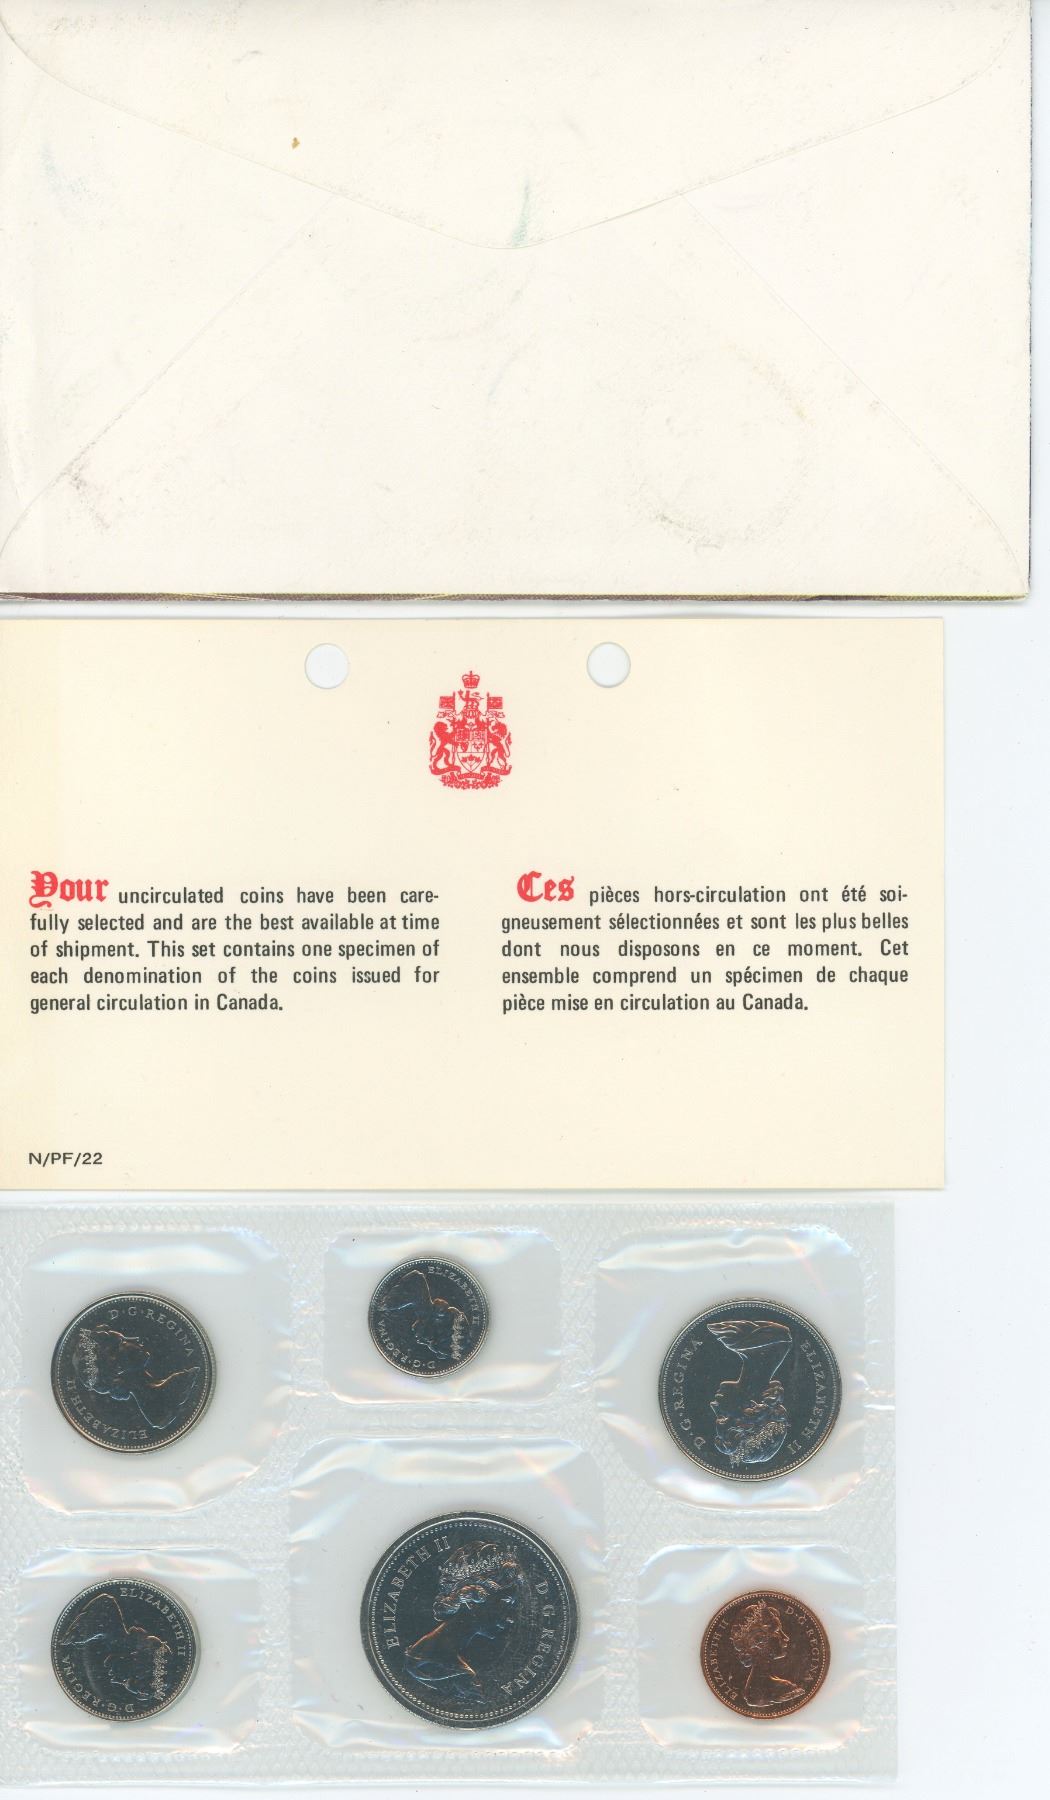 Your uncirculated coins have been care-
fully selected and are the best available at time
of shipment. This set contains one specimen of
each denomination of the coins issued for
general circulation in Canada.
Ces pièces hors-circulation ont été soi-
gneusement sélectionnées et sont les plus belles
dont nous disposons en ce moment. Cet
ensemble comprend un spécimen de chaque
pièce mise en circulation au Canada.
N/PF/22
ELIZABETH II D·G·REGINA
ELIZABETH II D·G·REGINA
ELIZABETH II D·G·REGINA
ELIZABETH II D·G·REGINA
ELIZABETH II D·G·REGINA
ELIZABETH II D·G·REGINA